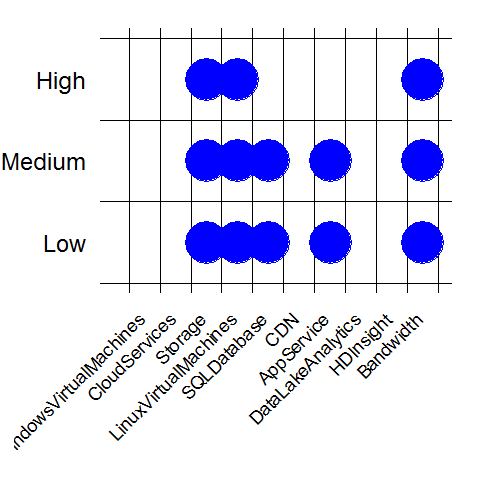 High
Medium
Low
ndowsVirtualMachines
CloudServices
Storage
LinuxVirtualMachines
SQLDatabase
CDN
AppService
DataLakeAnalytics
HDInsight
Bandwidth